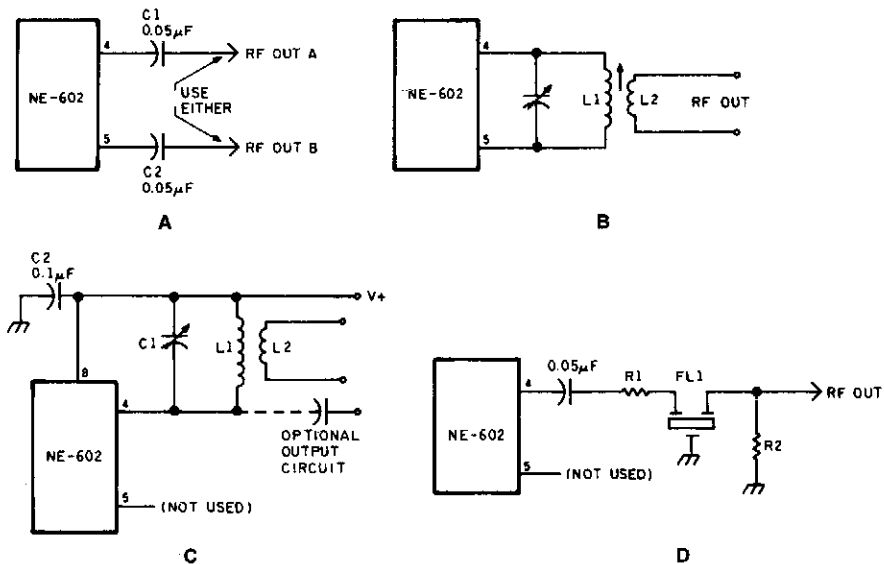 C1
0.05µF
4
NE-602
RF OUT A
USE
EITHER
5
RF OUT B
C2
0.05µF
A
4
NE-602
L1
L2
RF OUT
5
B
C2
0.1µF
V+
C1
L1
L2
8
4
NE-602
OPTIONAL
OUTPUT
CIRCUIT
5
(NOT USED)
C
0.05µF
R1
FL1
4
RF OUT
NE-602
R2
5
(NOT USED)
D